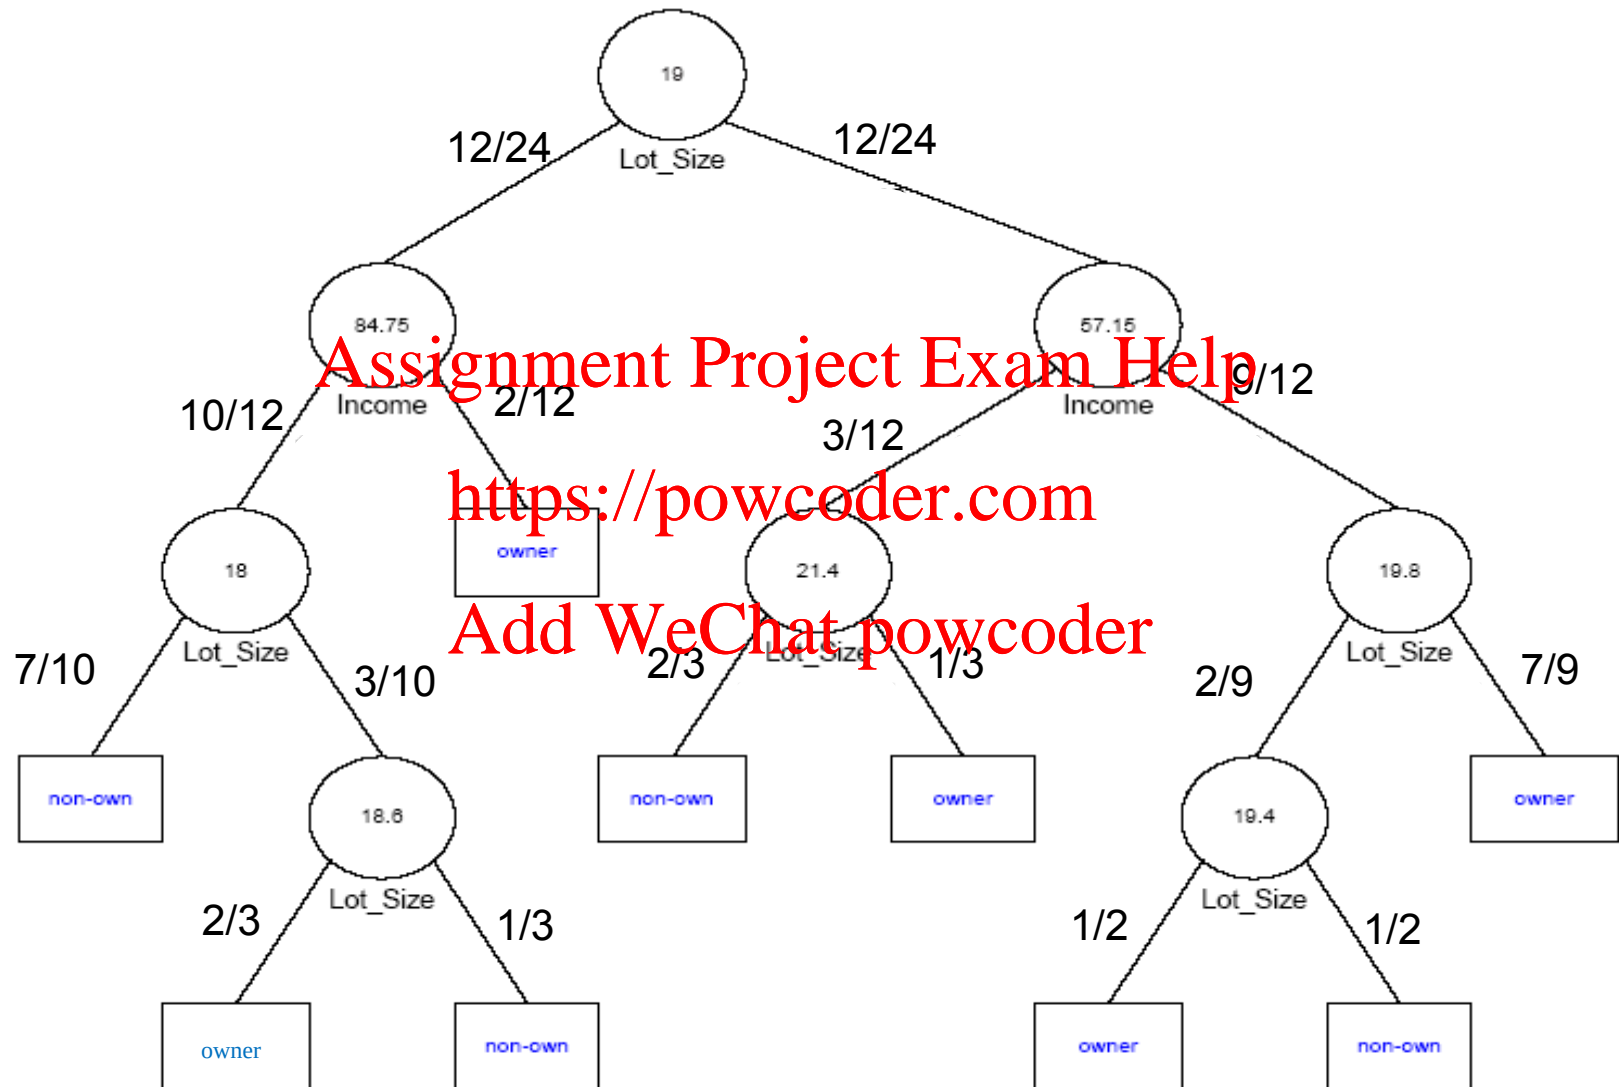 19
12/24
12/24
Lot_Size
84.75
57.15
Assignment Project Exam Help
Income
2/12
Income
9/12
10/12
3/12
https://powcoder.com
owner
18
21.4
19.8
Add WeChat powcoder
Lot_Size
Lot_Size
Lot_Size
7/10
3/10
2/3
1/3
2/9
7/9
non-own
18.6
non-own
owner
19.4
owner
Lot_Size
Lot_Size
2/3
1/3
1/2
1/2
owner
non-own
owner
non-own